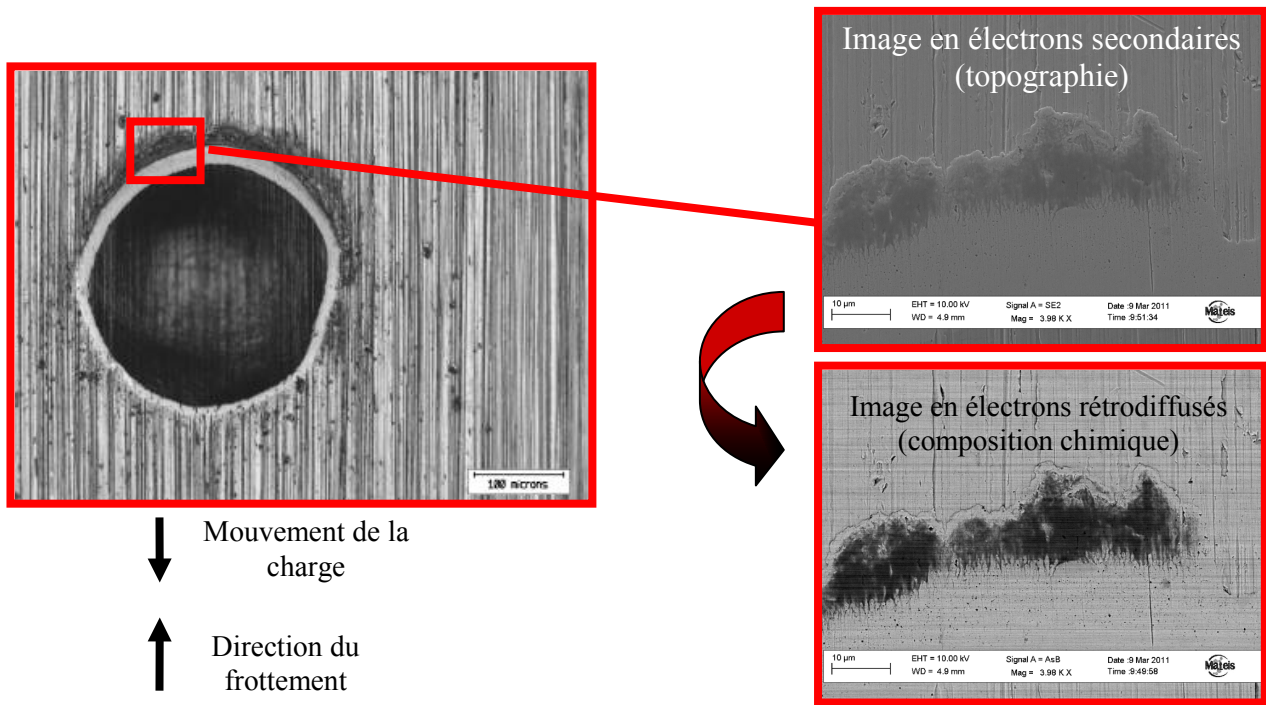 Image en électrons secondaires
(topographie)
10 µm
EHT = 10.00 kV
Signal A = SE2
Date :9 Mar 2011
WD = 4.9 mm
Mag = 3.98 K X
Time :9:51:34
Mateis
100 microns
Image en électrons rétrodiffusés
(composition chimique)
10 µm
EHT = 10.00 kV
Signal A = AsB
Date :9 Mar 2011
WD = 4.9 mm
Mag = 3.98 K X
Time :9:49:58
Mateis
Mouvement de la
charge
Direction du
frottement